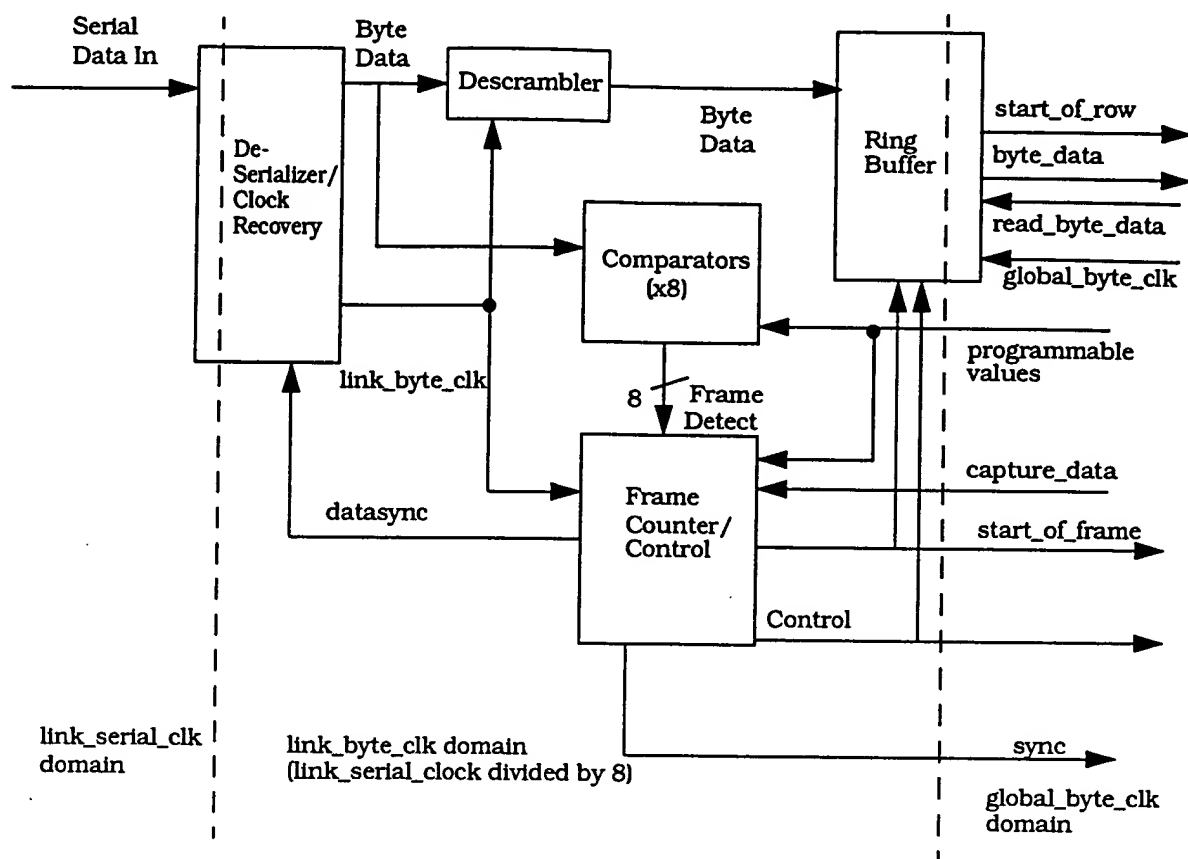 Serial
Data In
Byte
Data
Descrambler
Byte
Data
De-
Serializer/
Clock
Recovery
Ring
Buffer
start_of_row
byte_data
read_byte_data
global_byte_clk
Comparators
(x8)
programmable
values
link_byte_clk
8
Frame
Detect
datasync
Frame
Counter/
Control
capture_data
start_of_frame
Control
link_serial_clk
domain
link_byte_clk domain
(link_serial_clock divided by 8)
sync
global_byte_clk
domain